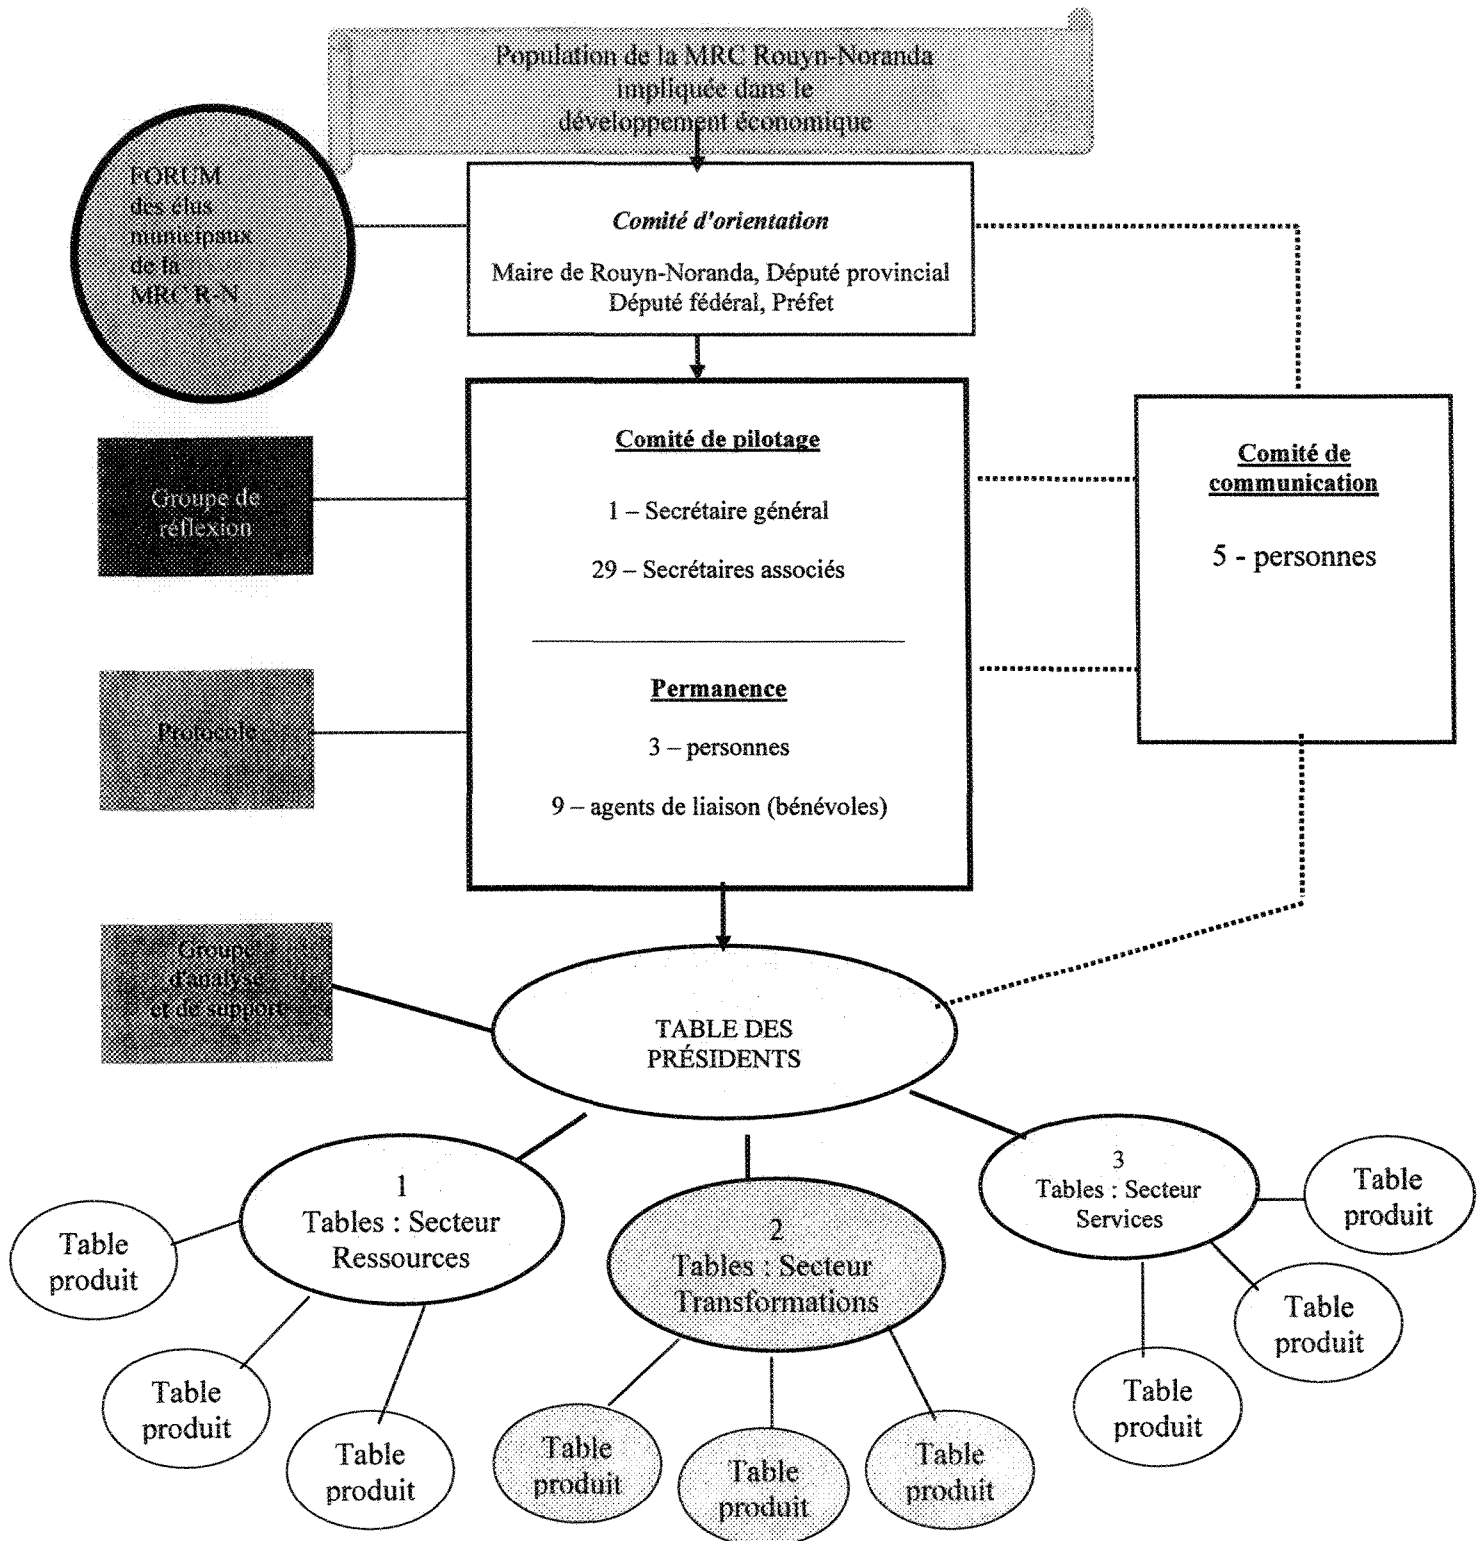 Population de la MRC Rouyn-Noranda
impliquée dans le
développement économique
FORUM
des élus
municipaux
de la
MRC R-N
Comité d'orientation
Maire de Rouyn-Noranda, Député provincial
Député fédéral, Préfet
Groupe de
réflexion
Comité de pilotage
1 – Secrétaire général
29 – Secrétaires associés
Comité de
communication
5 - personnes
Protocole
Permanence
3 – personnes
9 – agents de liaison (bénévoles)
Groupe
d'analyse
et de support
TABLE DES
PRÉSIDENTS
1
Tables : Secteur
Ressources
2
Tables : Secteur
Transformations
3
Tables : Secteur
Services
Table
produit
Table
produit
Table
produit
Table
produit
Table
produit
Table
produit
Table
produit
Table
produit
Table
produit